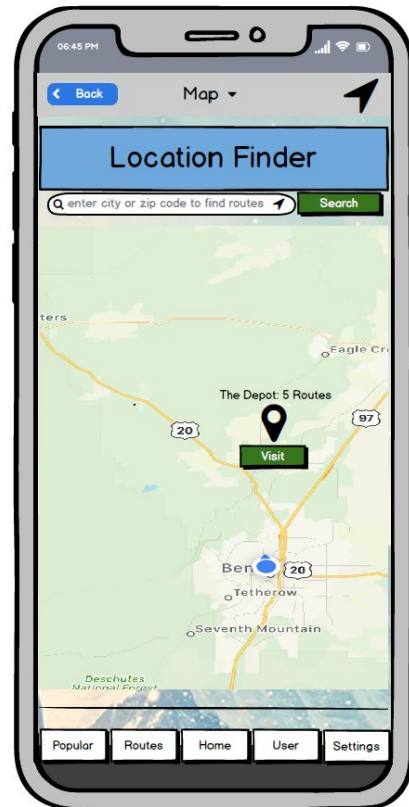 06:45 PM
Back
Map
Location Finder
enter city or zip code to find routes
Search
ters
Eagle Cr
The Depot: 5 Routes
97
20
Visit
Ben
20
Tetherow
Seventh Mountain
Deschutes
National Forest
Popular
Routes
Home
User
Settings